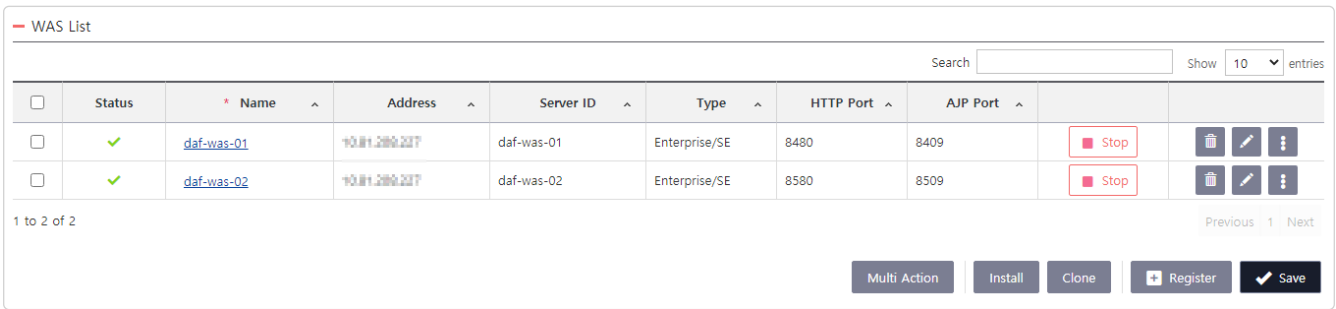 WAS List
Search Show 10 entries
Status * Name Address Server ID Type HTTP Port AJP Port
daf-was-01 daf-was-01 Enterprise/SE 8480 8409 Stop
daf-was-02 daf-was-02 Enterprise/SE 8580 8509 Stop
1 to 2 of 2 Previous 1 Next
Multi Action Install Clone Register Save